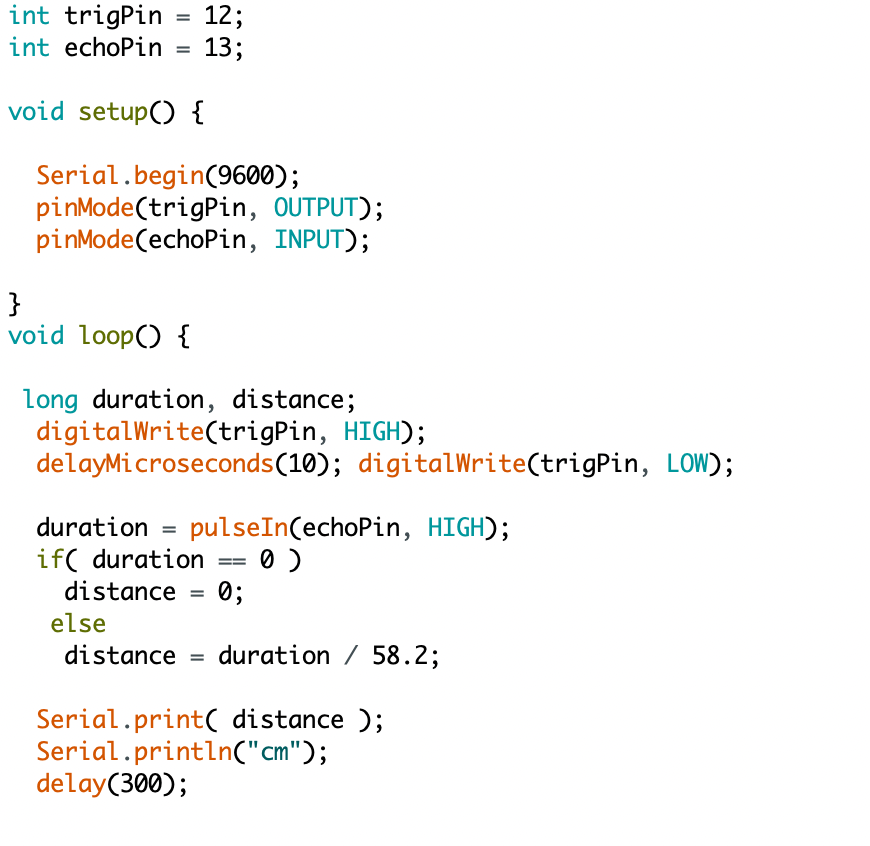 int trigPin = 12;
int echoPin = 13;
void setup() {
Serial.begin(9600);
pinMode(trigPin, OUTPUT);
pinMode(echoPin, INPUT);
}
void loop() {
long duration, distance;
digitalWrite(trigPin, HIGH);
delayMicroseconds(10); digitalWrite(trigPin, LOW);
duration = pulseIn(echoPin, HIGH);
if( duration == 0 )
distance = 0;
else
distance = duration / 58.2;
Serial.print( distance );
Serial.println("cm");
delay(300);